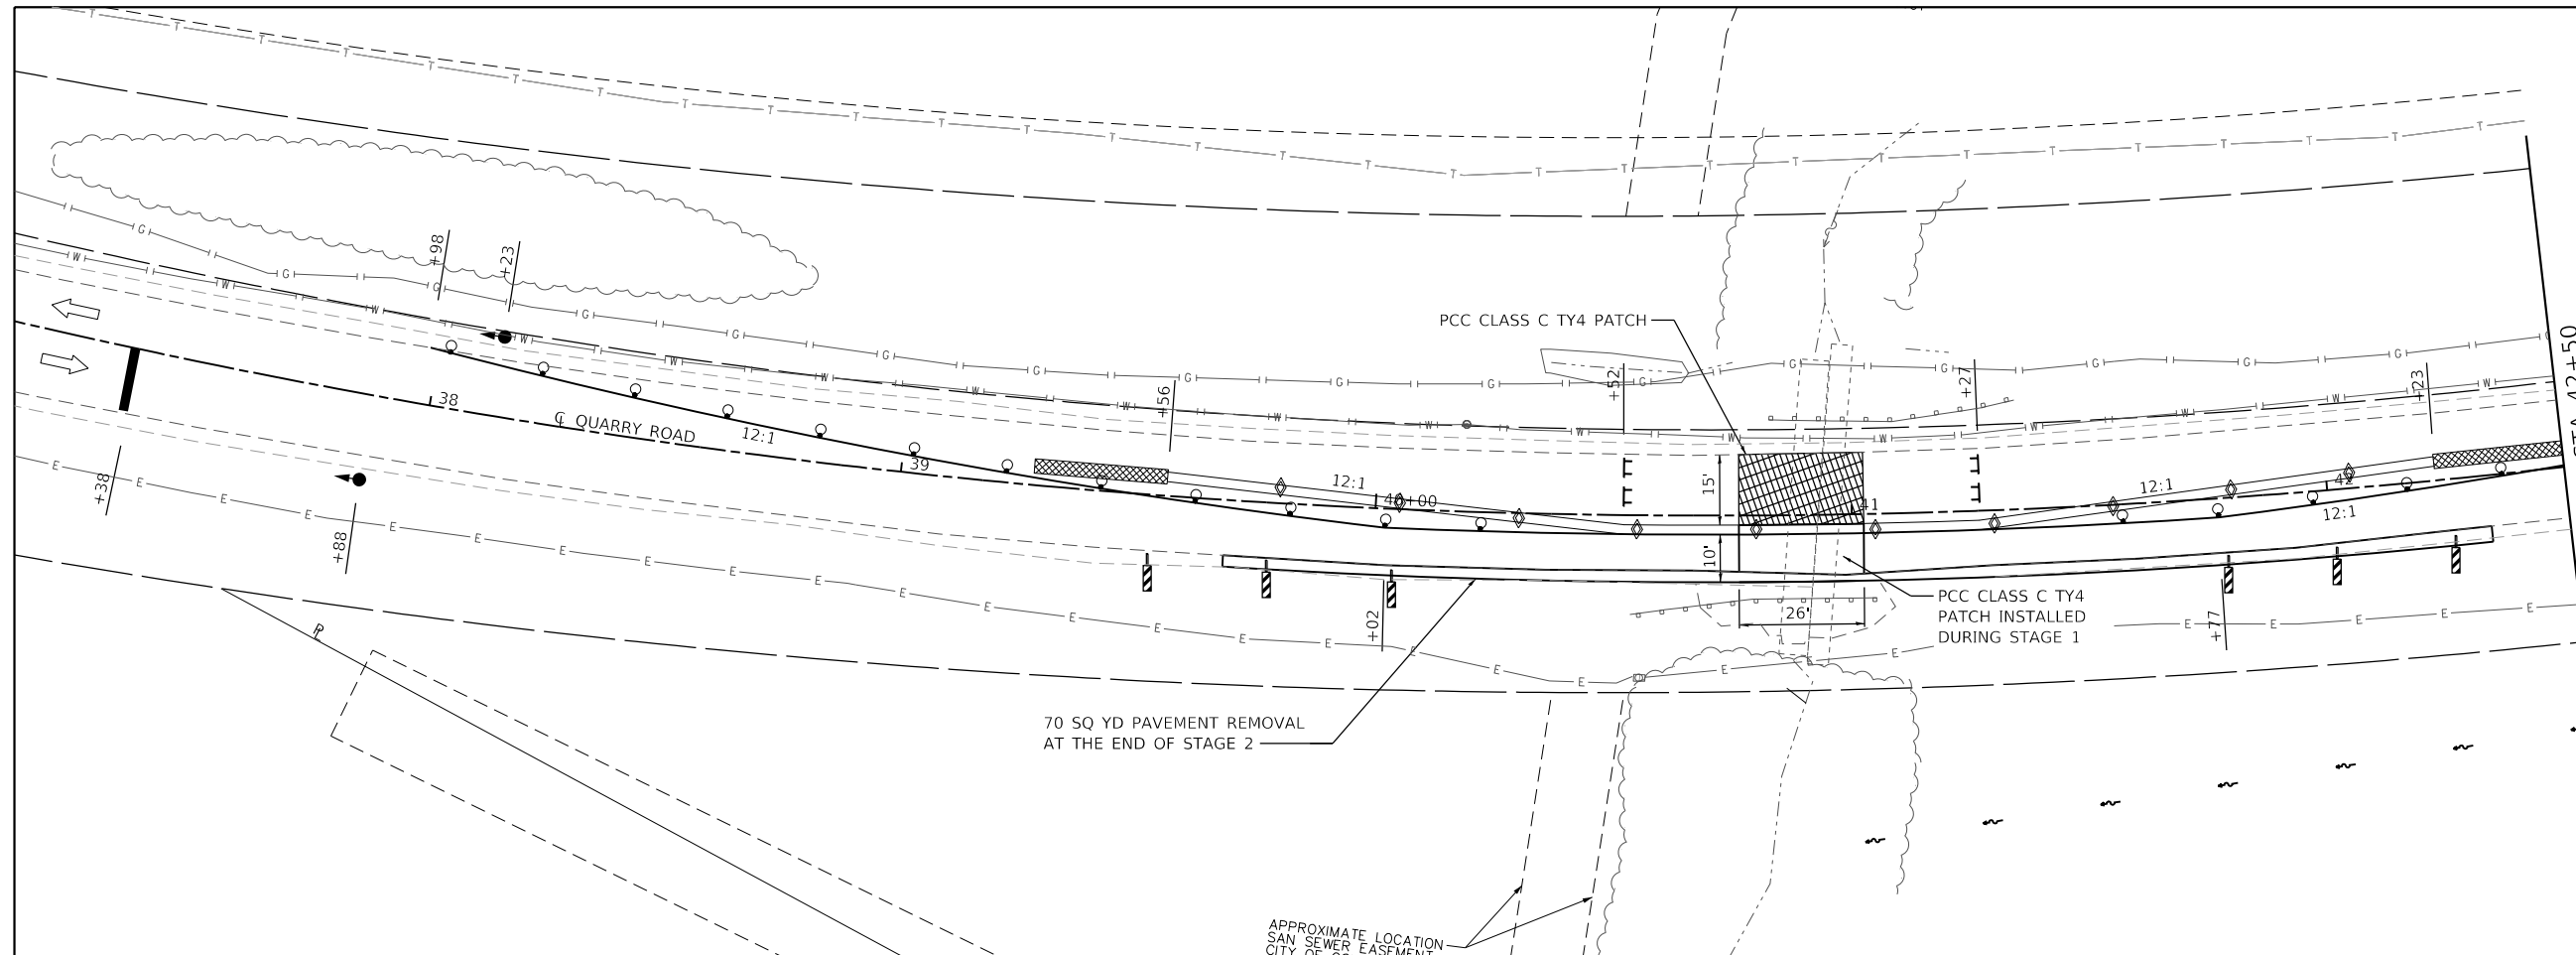 +98
+23
PCC CLASS C TY4 PATCH
+52
+27
+23
STA 42+50
+56
38
℄ QUARRY ROAD
12:1
39
12:1
40+00
15'
41
12:1
42
12:1
+38
+88
10'
+02
26'
PCC CLASS C TY4
PATCH INSTALLED
DURING STAGE 1
+77
70 SQ YD PAVEMENT REMOVAL
AT THE END OF STAGE 2
APPROXIMATE LOCATION
SAN SEWER EASEMENT
CITY OF